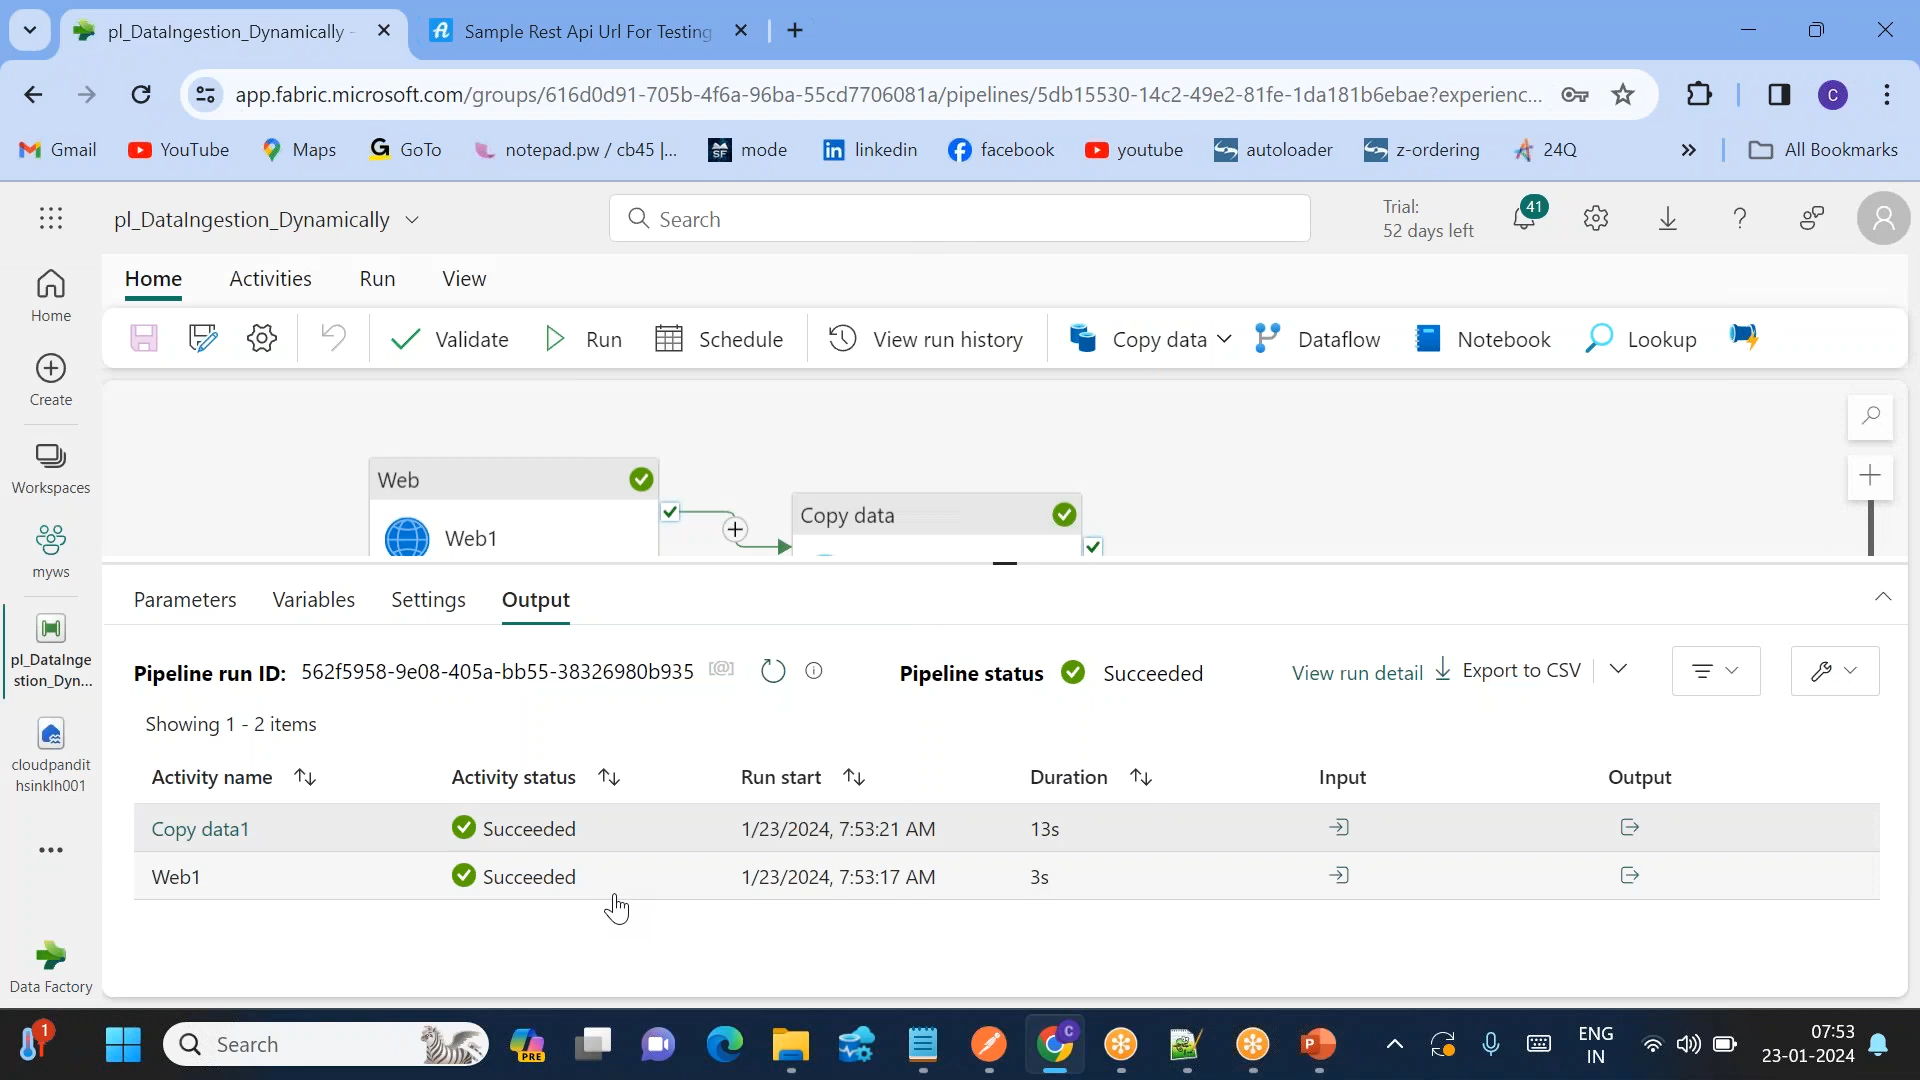 pl_DataIngestion_Dynamically -
Sample Rest Api Url For Testing
app.fabric.microsoft.com/groups/616d0d91-705b-4f6a-96ba-55cd7706081a/pipelines/5db15530-14c2-49e2-81fe-1da181b6ebae?experienc...
C
Gmail
YouTube
Maps
GoTo
notepad.pw / cb45 |...
mode
linkedin
facebook
youtube
autoloader
z-ordering
24Q
All Bookmarks
pl_DataIngestion_Dynamically
Search
Trial:
52 days left
41
Home
Activities
Run
View
Validate
Run
Schedule
View run history
Copy data
Dataflow
Notebook
Lookup
Home
Create
Workspaces
myws
pl_DataInge
stion_Dyn...
cloudpandit
hsinklh001
Data Factory
Web
Web1
Copy data
Parameters
Variables
Settings
Output
Pipeline run ID: 562f5958-9e08-405a-bb55-38326980b935
Pipeline status Succeeded
View run detail
Export to CSV
Showing 1 - 2 items
Activity name
Activity status
Run start
Duration
Input
Output
Copy data1
Succeeded
1/23/2024, 7:53:21 AM
13s
Web1
Succeeded
1/23/2024, 7:53:17 AM
3s
1
Search
PRE
C
ENG
IN
07:53
23-01-2024